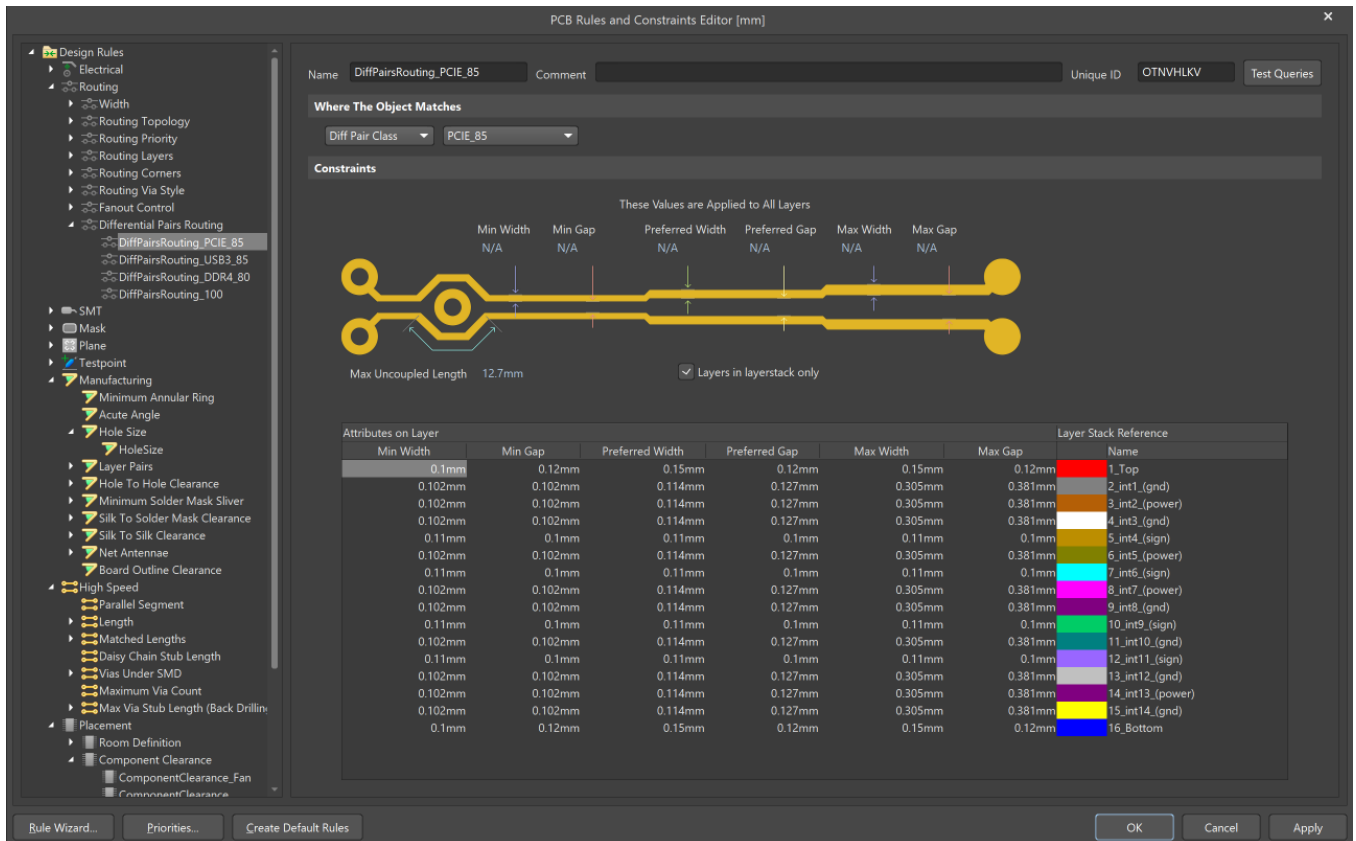 PCB Rules and Constraints Editor [mm]
Design Rules
Electrical
Routing
Width
Routing Topology
Routing Priority
Routing Layers
Routing Corners
Routing Via Style
Fanout Control
Differential Pairs Routing
DiffPairsRouting_PCIE_85
DiffPairsRouting_USB3_85
DiffPairsRouting_DDR4_80
DiffPairsRouting_100
SMT
Mask
Plane
Testpoint
Manufacturing
Minimum Annular Ring
Acute Angle
Hole Size
HoleSize
Layer Pairs
Hole To Hole Clearance
Minimum Solder Mask Sliver
Silk To Solder Mask Clearance
Silk To Silk Clearance
Net Antennae
Board Outline Clearance
High Speed
Parallel Segment
Length
Matched Lengths
Daisy Chain Stub Length
Vias Under SMD
Maximum Via Count
Max Via Stub Length (Back Drilling
Placement
Room Definition
Component Clearance
ComponentClearance_Fan
ComponentClearance
Name DiffPairsRouting_PCIE_85 Comment Unique ID OTNVHLKV Test Queries
Where The Object Matches
Diff Pair Class PCIE_85
Constraints
These Values are Applied to All Layers
Min Width Min Gap Preferred Width Preferred Gap Max Width Max Gap
N/A N/A N/A N/A N/A N/A
Max Uncoupled Length 12.7mm Layers in layerstack only
Attributes on Layer Layer Stack Reference
Min Width Min Gap Preferred Width Preferred Gap Max Width Max Gap Name
0.1mm 0.12mm 0.15mm 0.12mm 0.15mm 0.12mm 1_Top
0.102mm 0.102mm 0.114mm 0.127mm 0.305mm 0.381mm 2_int1_(gnd)
0.102mm 0.102mm 0.114mm 0.127mm 0.305mm 0.381mm 3_int2_(power)
0.102mm 0.102mm 0.114mm 0.127mm 0.305mm 0.381mm 4_int3_(gnd)
0.11mm 0.1mm 0.11mm 0.1mm 0.11mm 0.1mm 5_int4_(sign)
0.102mm 0.102mm 0.114mm 0.127mm 0.305mm 0.381mm 6_int5_(power)
0.11mm 0.1mm 0.11mm 0.1mm 0.11mm 0.1mm 7_int6_(sign)
0.102mm 0.102mm 0.114mm 0.127mm 0.305mm 0.381mm 8_int7_(power)
0.102mm 0.102mm 0.114mm 0.127mm 0.305mm 0.381mm 9_int8_(gnd)
0.11mm 0.1mm 0.11mm 0.1mm 0.11mm 0.1mm 10_int9_(sign)
0.102mm 0.102mm 0.114mm 0.127mm 0.305mm 0.381mm 11_int10_(gnd)
0.11mm 0.1mm 0.11mm 0.1mm 0.11mm 0.1mm 12_int11_(sign)
0.102mm 0.102mm 0.114mm 0.127mm 0.305mm 0.381mm 13_int12_(gnd)
0.102mm 0.102mm 0.114mm 0.127mm 0.305mm 0.381mm 14_int13_(power)
0.102mm 0.102mm 0.114mm 0.127mm 0.305mm 0.381mm 15_int14_(gnd)
0.1mm 0.12mm 0.15mm 0.12mm 0.15mm 0.12mm 16_Bottom
Rule Wizard... Priorities... Create Default Rules OK Cancel Apply